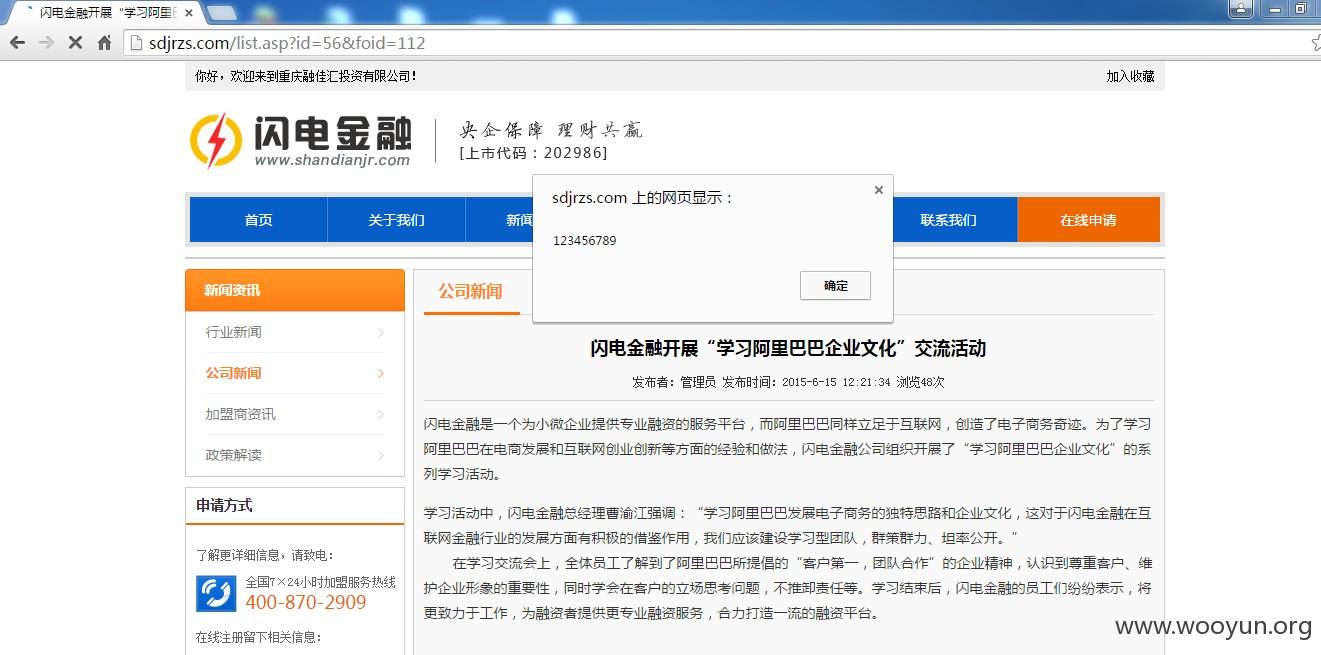 闪电金融开展“学习阿里巴
sdjrzs.com/list.asp?id=56&foid=112
你好，欢迎来到重庆融佳汇投资有限公司！
加入收藏
闪电金融
www.shandianjr.com
央企保障 理财共赢
[上市代码：202986]
首页
关于我们
新闻
联系我们
在线申请
sdjrzs.com 上的网页显示：
123456789
确定
新闻资讯
行业新闻
公司新闻
加盟商资讯
政策解读
申请方式
了解更详细信息，请致电：
全国7×24小时加盟服务热线
400-870-2909
在线注册留下相关信息：
公司新闻
闪电金融开展“学习阿里巴巴企业文化”交流活动
发布者：管理员 发布时间：2015-6-15 12:21:34 浏览48次
闪电金融是一个为小微企业提供专业融资的服务平台，而阿里巴巴同样立足于互联网，创造了电子商务奇迹。为了学习
阿里巴巴在电商发展和互联网创业创新等方面的经验和做法，闪电金融公司组织开展了“学习阿里巴巴企业文化”的系
列学习活动。
学习活动中，闪电金融总经理曹渝江强调：“学习阿里巴巴发展电子商务的独特思路和企业文化，这对于闪电金融在互
联网金融行业的发展方面有积极的借鉴作用，我们应该建设学习型团队，群策群力、坦率公开。”
在学习交流会上，全体员工了解到了阿里巴巴所提倡的“客户第一，团队合作”的企业精神，认识到尊重客户、维
护企业形象的重要性，同时学会在客户的立场思考问题，不推卸责任等。学习结束后，闪电金融的员工们纷纷表示，将
更致力于工作，为融资者提供更专业融资服务，合力打造一流的融资平台。
www.wooyun.org